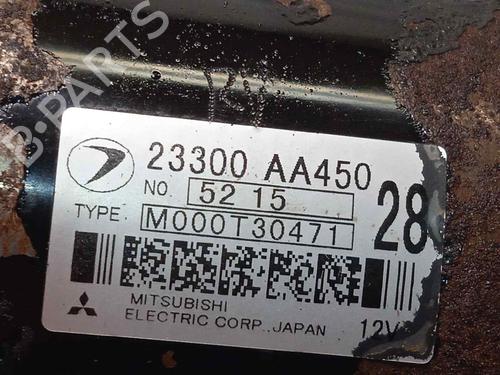 B-PARTS
23300 AA450
NO 52 15
TYPE M000T30471
28
MITSUBISHI
ELECTRIC CORP., JAPAN 12V